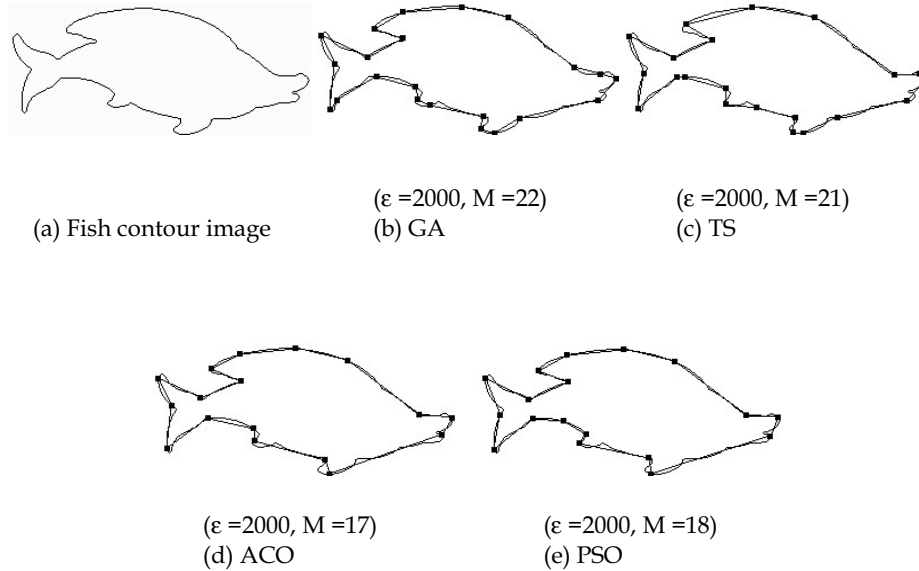 (ε =2000, M =22)
(ε =2000, M =21)
(a) Fish contour image
(b) GA
(c) TS
(ε =2000, M =17)
(ε =2000, M =18)
(d) ACO
(e) PSO